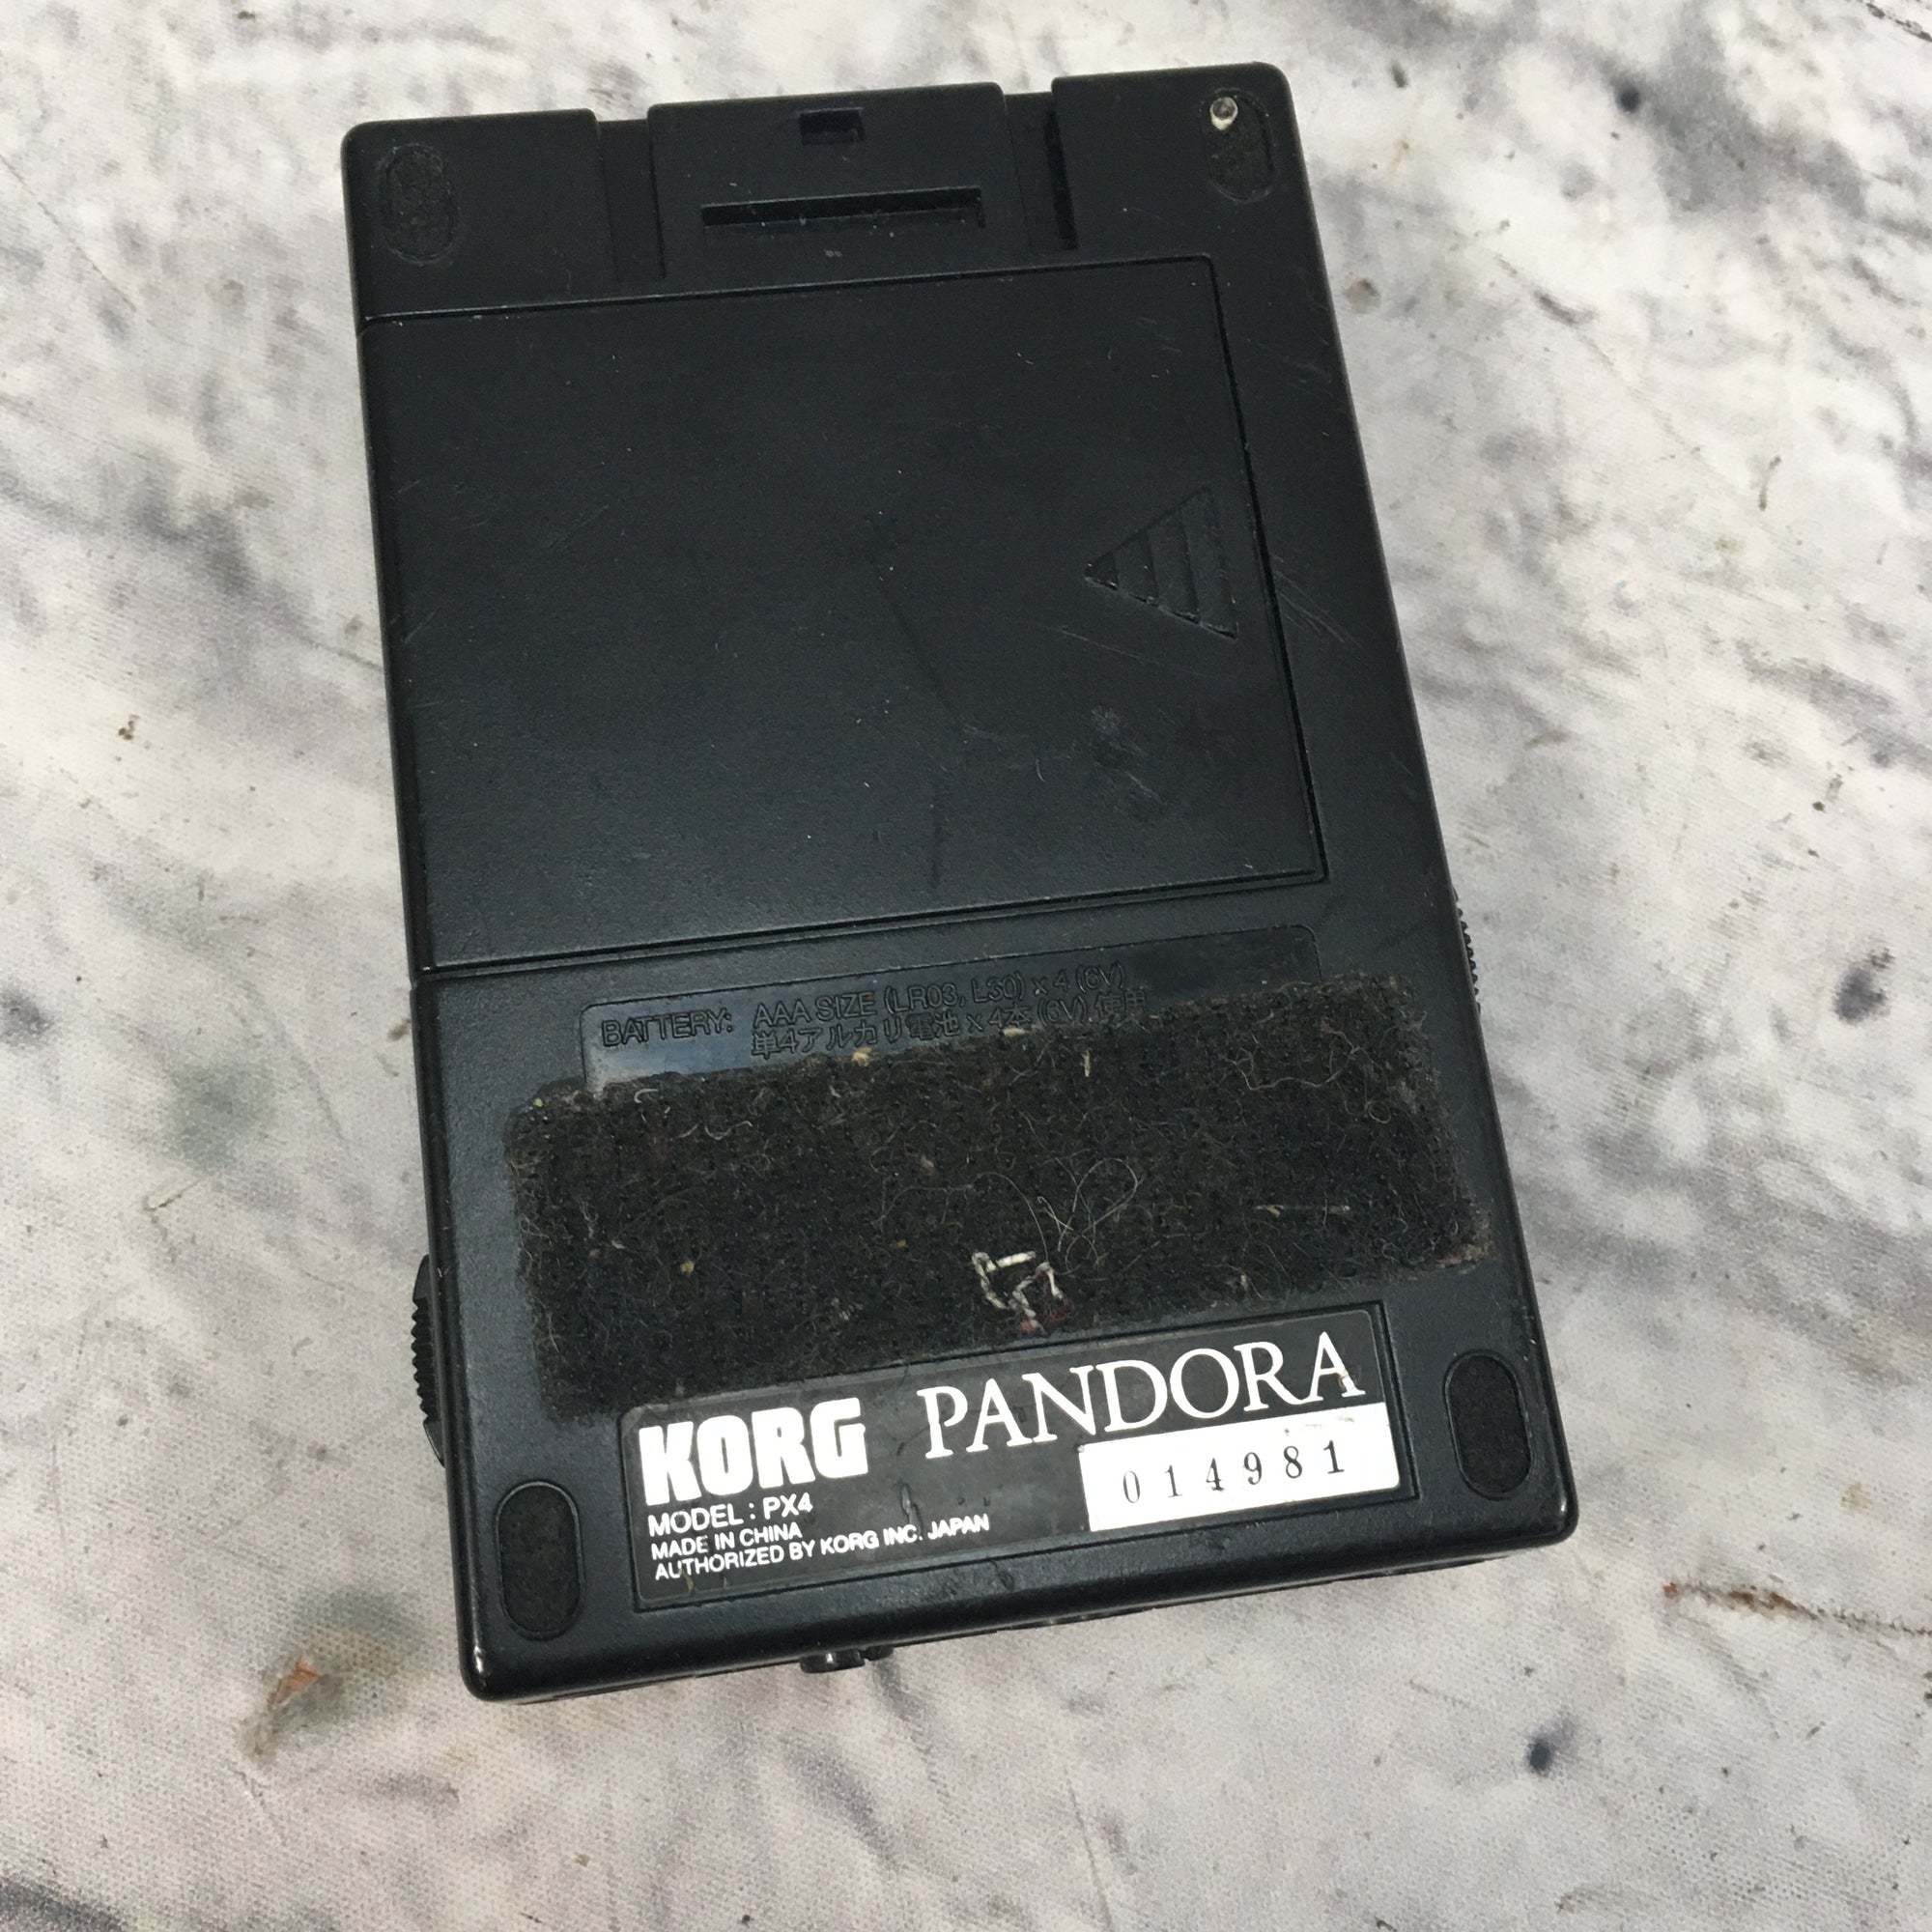 BATTERY: AAA SIZE (LR03, L30) x 4 (6V)
単4アルカリ電池 x 4本 (6V) 使用
KORG PANDORA
014981
MODEL : PX4
MADE IN CHINA
AUTHORIZED BY KORG INC. JAPAN